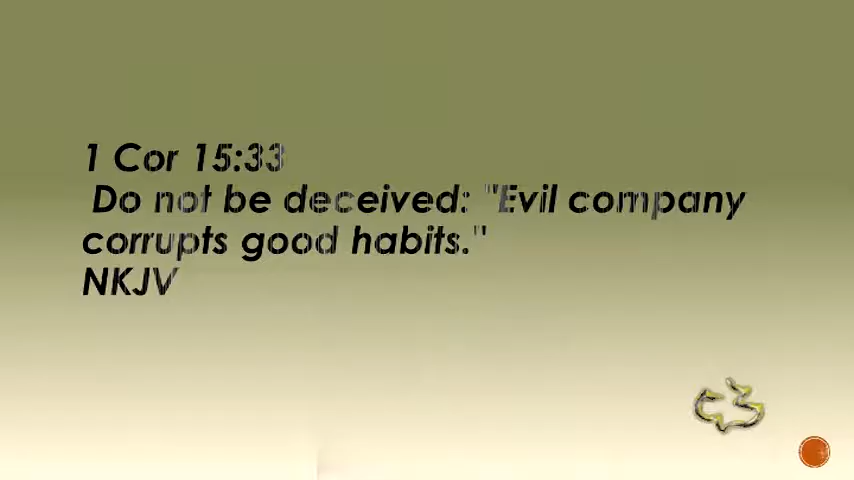 1 Cor 15:33
Do not be deceived: "Evil company
corrupts good habits."
NKJV